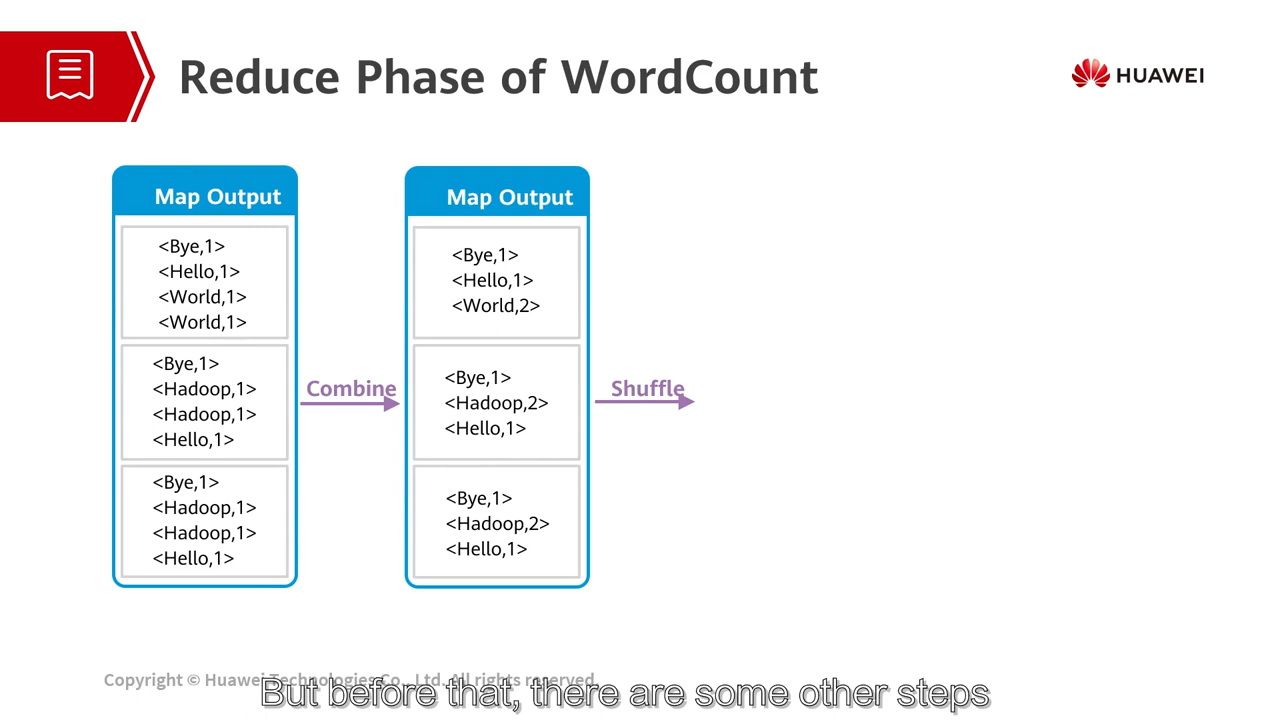 Reduce Phase of WordCount
HUAWEI
Map Output
<Bye,1>
<Hello,1>
<World,1>
<World,1>
<Bye,1>
<Hadoop,1>
<Hadoop,1>
<Hello,1>
<Bye,1>
<Hadoop,1>
<Hadoop,1>
<Hello,1>
Combine
Map Output
<Bye,1>
<Hello,1>
<World,2>
<Bye,1>
<Hadoop,2>
<Hello,1>
<Bye,1>
<Hadoop,2>
<Hello,1>
Shuffle
Copyright © Huawei Technologies Co., Ltd. All rights reserved.
But before that, there are some other steps